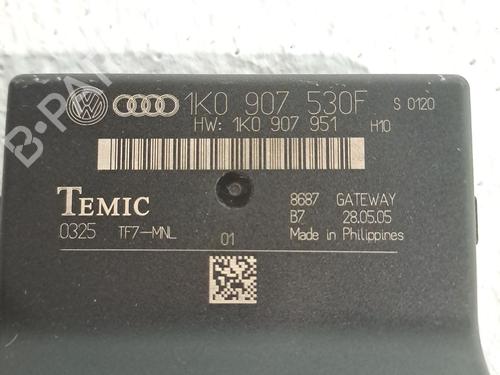 1K0 907 530F S 0120
HW: 1K0 907 951 H10
TEMIC
8687 GATEWAY
0325 TF7-MNL
B7 28.05.05
01
Made in Philippines
B-PARTS